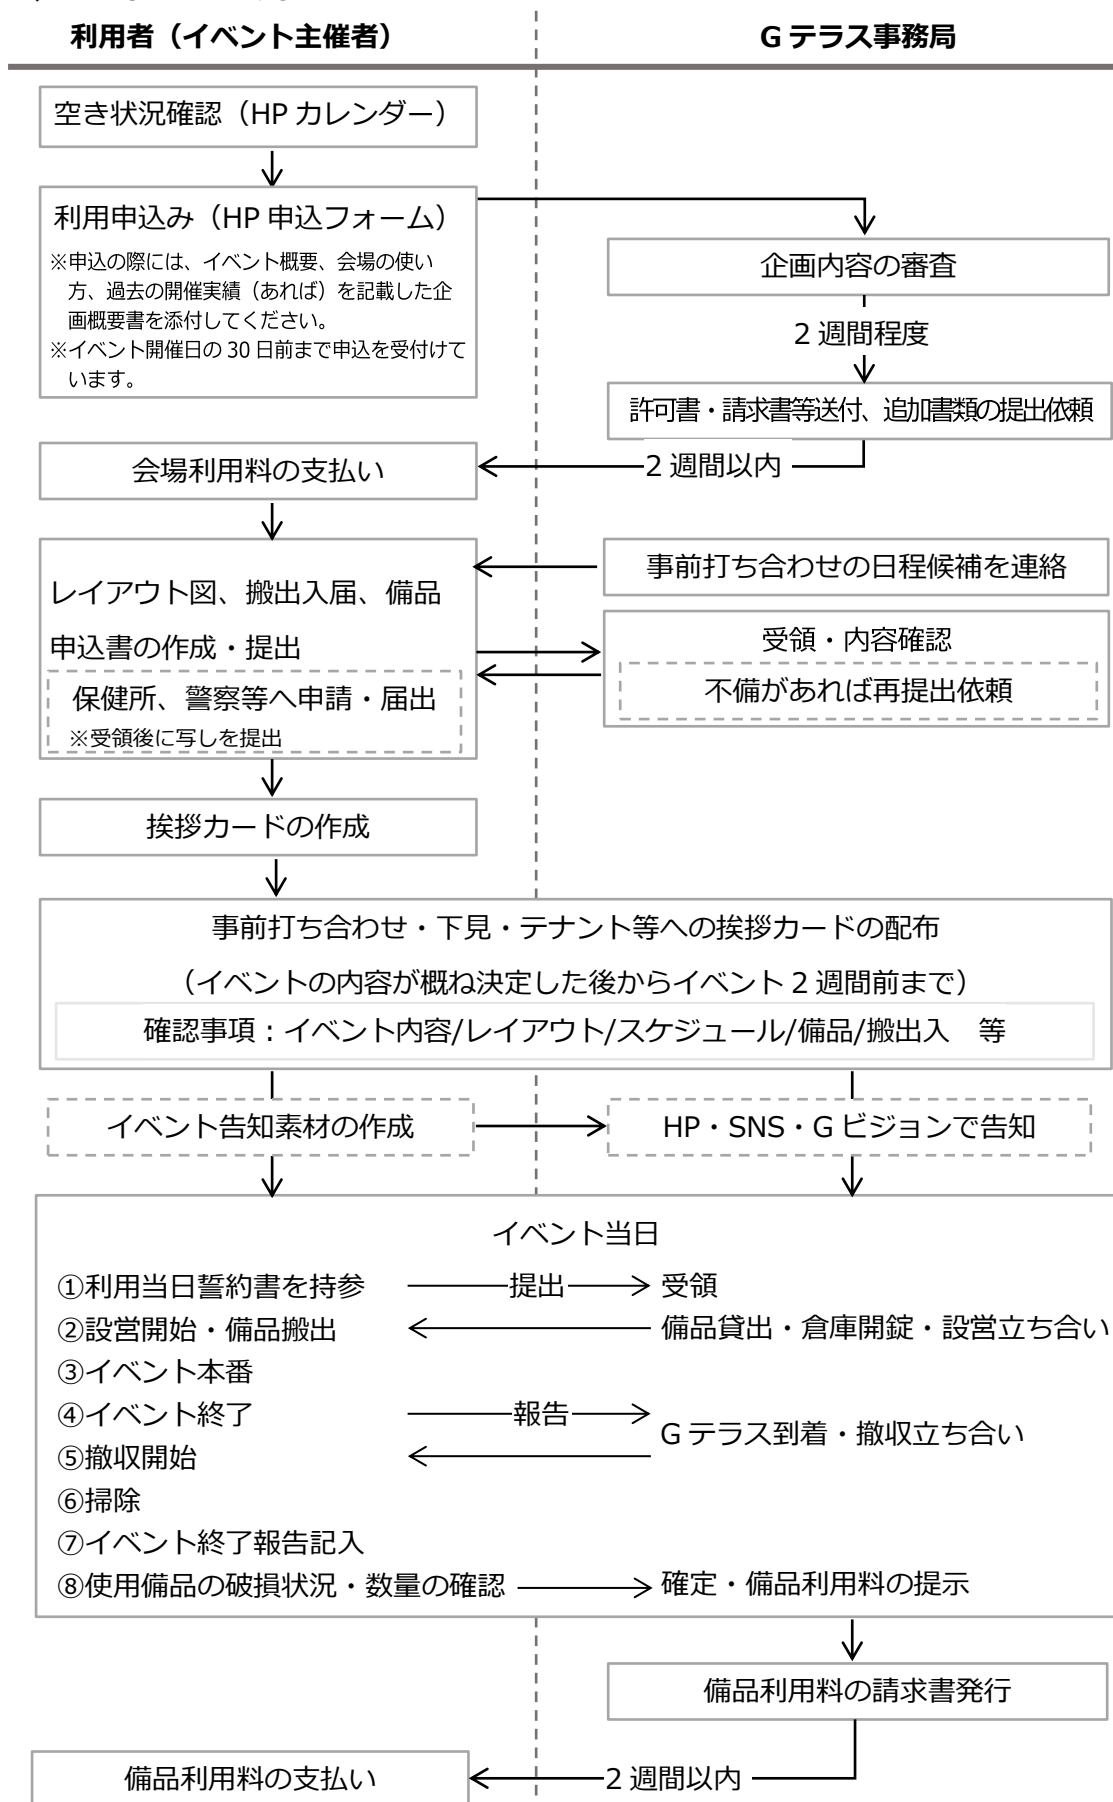 利用者（イベント主催者）
Gテラス事務局
空き状況確認（HPカレンダー）
利用申込み（HP申込フォーム）
※申込の際には、イベント概要、会場の使い
方、過去の開催実績（あれば）を記載した企
画概要書を添付してください。
※イベント開催日の30日前まで申込を受付けて
います。
企画内容の審査
2週間程度
許可書・請求書等送付、追加書類の提出依頼
2週間以内
会場利用料の支払い
事前打ち合わせの日程候補を連絡
レイアウト図、搬出入届、備品
申込書の作成・提出
保健所、警察等へ申請・届出
※受領後に写しを提出
受領・内容確認
不備があれば再提出依頼
挨拶カードの作成
事前打ち合わせ・下見・テナント等への挨拶カードの配布
（イベントの内容が概ね決定した後からイベント2週間前まで）
確認事項：イベント内容/レイアウト/スケジュール/備品/搬出入　等
イベント告知素材の作成
HP・SNS・Gビジョンで告知
イベント当日
①利用当日誓約書を持参 提出 受領
②設営開始・備品搬出 備品貸出・倉庫開錠・設営立ち合い
③イベント本番
④イベント終了 報告
Gテラス到着・撤収立ち合い
⑤撤収開始
⑥掃除
⑦イベント終了報告記入
⑧使用備品の破損状況・数量の確認 確定・備品利用料の提示
備品利用料の請求書発行
2週間以内
備品利用料の支払い